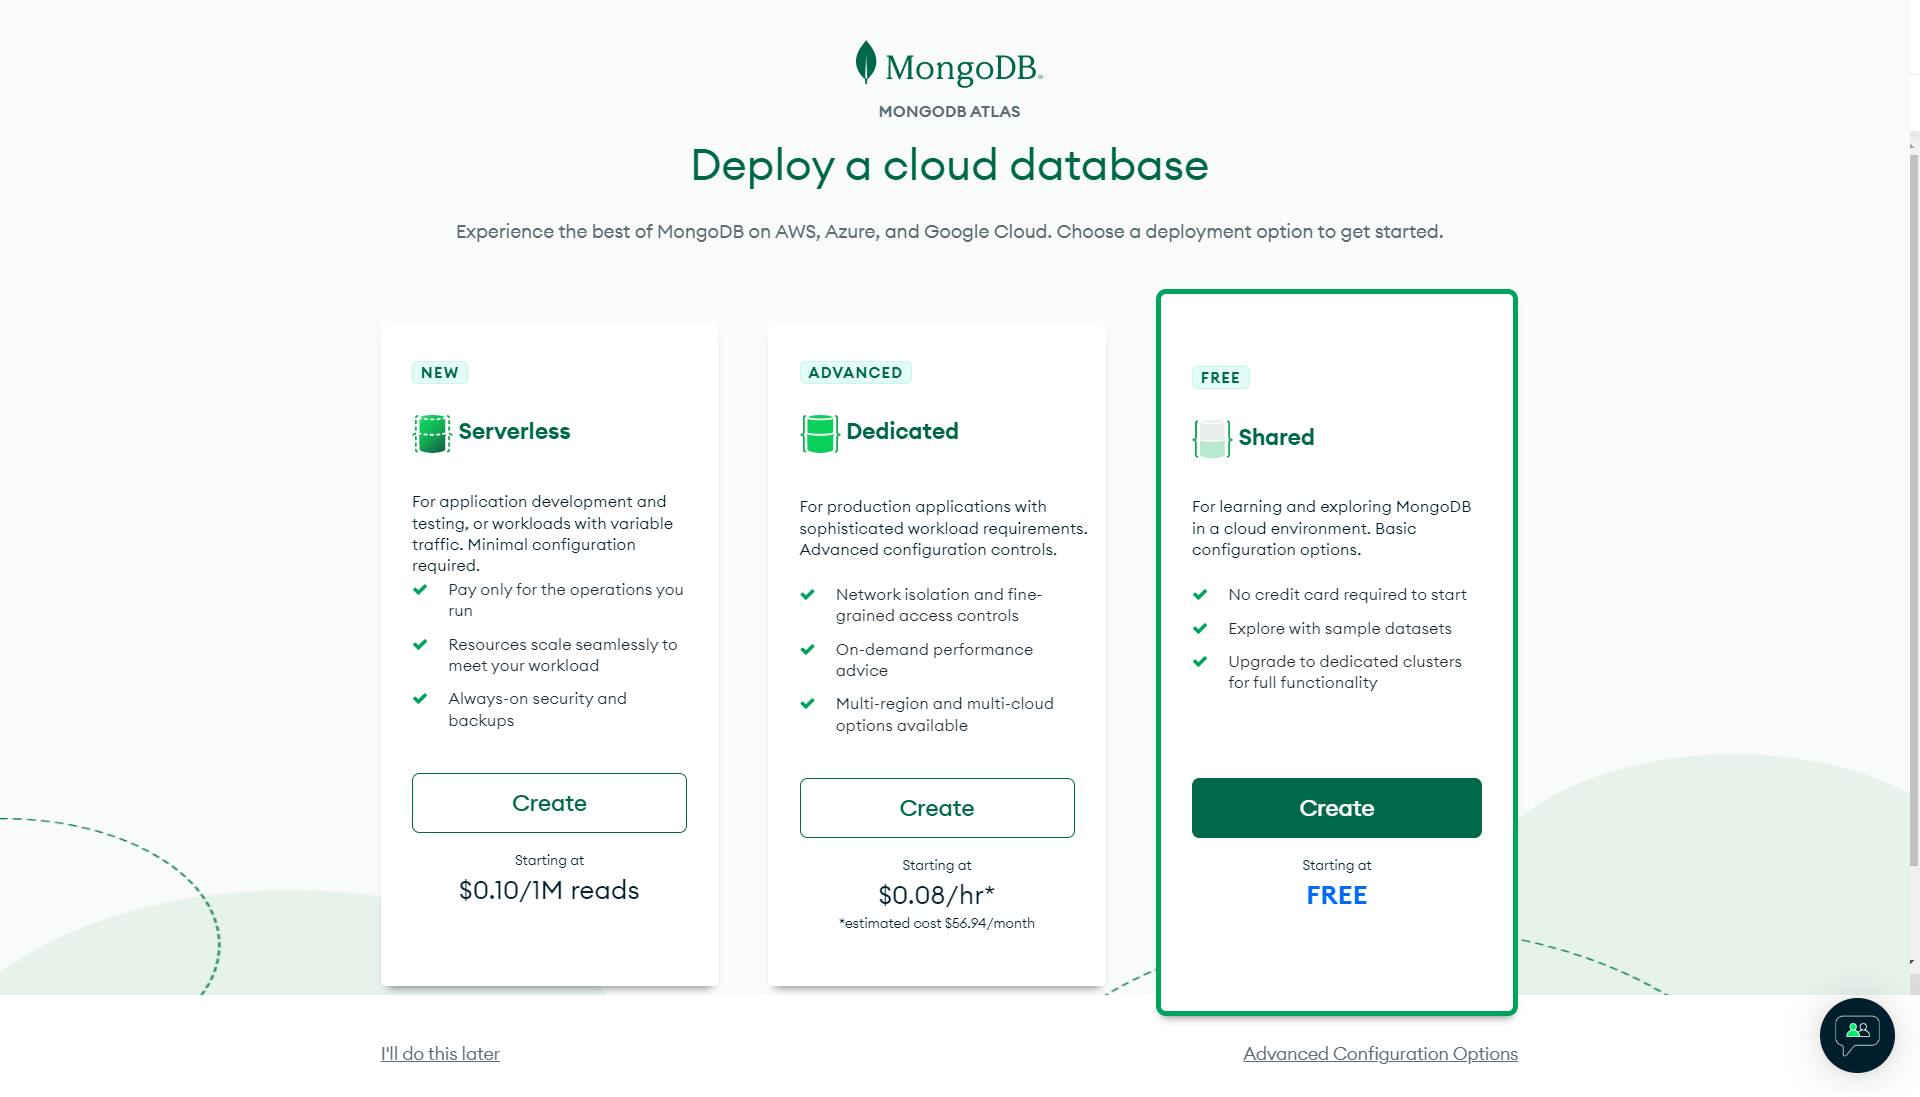 MongoDB®
MONGODB ATLAS
Deploy a cloud database
Experience the best of MongoDB on AWS, Azure, and Google Cloud. Choose a deployment option to get started.
NEW
Serverless
For application development and
testing, or workloads with variable
traffic. Minimal configuration
required.
Pay only for the operations you
run
Resources scale seamlessly to
meet your workload
Always-on security and
backups
Create
Starting at
$0.10/1M reads
ADVANCED
Dedicated
For production applications with
sophisticated workload requirements.
Advanced configuration controls.
Network isolation and fine-
grained access controls
On-demand performance
advice
Multi-region and multi-cloud
options available
Create
Starting at
$0.08/hr*
*estimated cost $56.94/month
FREE
Shared
For learning and exploring MongoDB
in a cloud environment. Basic
configuration options.
No credit card required to start
Explore with sample datasets
Upgrade to dedicated clusters
for full functionality
Create
Starting at
FREE
I'll do this later
Advanced Configuration Options